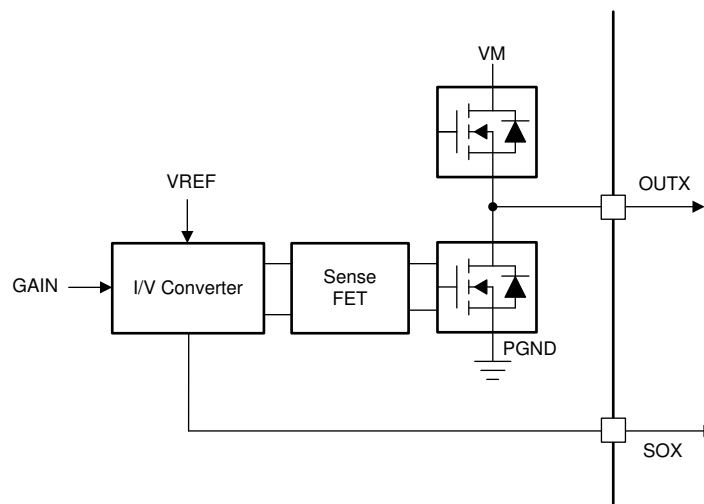 VM
VREF
OUTX
GAIN
I/V Converter
Sense
FET
PGND
SOX